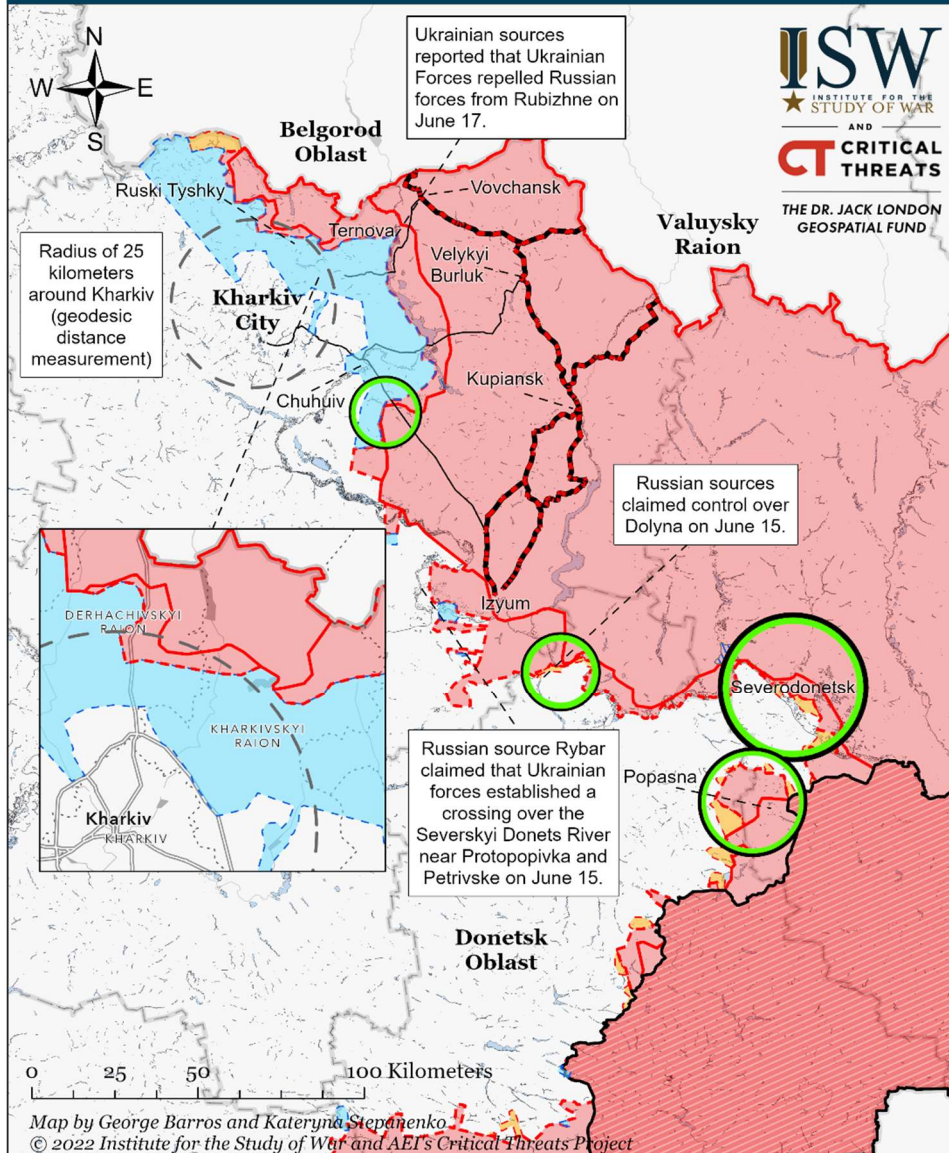 N
W E
S
Ukrainian sources
reported that Ukrainian
Forces repelled Russian
forces from Rubizhne on
June 17.
ISW
INSTITUTE FOR THE
STUDY OF WAR
AND
CT CRITICAL
THREATS
THE DR. JACK LONDON
GEOSPATIAL FUND
Belgorod
Oblast
Ruski Tyshky
Vovchansk
Ternova
Valuysky
Raion
Velykyi
Burluk
Radius of 25
kilometers
around Kharkiv
(geodesic
distance
measurement)
Kharkiv
City
Kupiansk
Chuhuiv
Russian sources
claimed control over
Dolyna on June 15.
DERHACHIVSKYI
RAION
KHARKIVSKYI
RAION
Kharkiv
KHARKIV
Izyum
Severodonetsk
Russian source Rybar
claimed that Ukrainian
forces established a
crossing over the
Severskyi Donets River
near Protopopivka and
Petrivske on June 15.
Popasna
Donetsk
Oblast
0 25 50 100 Kilometers
Map by George Barros and Kateryna Stepanenko
© 2022 Institute for the Study of War and AEI's Critical Threats Project